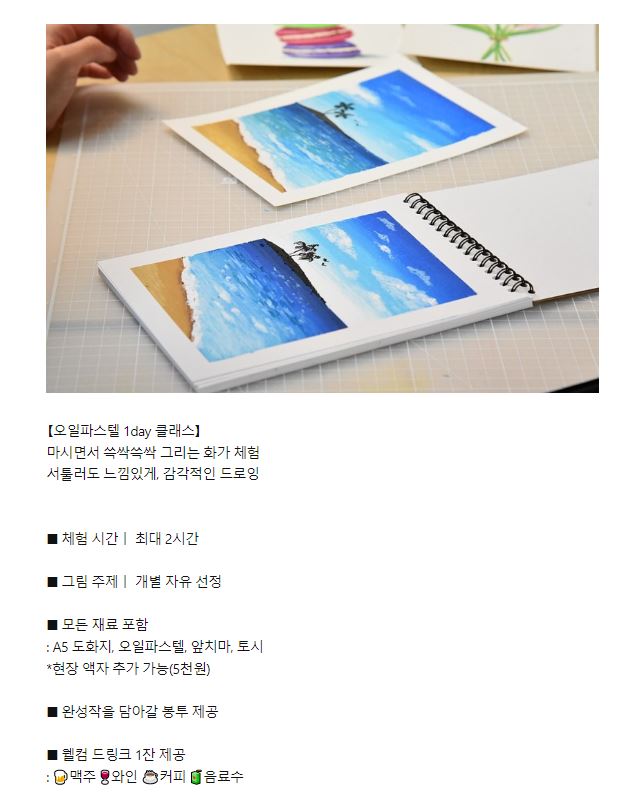 【오일파스텔 1day 클래스】
마시면서 쓱싹쓱싹 그리는 화가 체험
서툴러도 느낌있게, 감각적인 드로잉
■ 체험 시간ㅣ 최대 2시간
■ 그림 주제ㅣ 개별 자유 선정
■ 모든 재료 포함
: A5 도화지, 오일파스텔, 앞치마, 토시
*현장 액자 추가 가능(5천원)
■ 완성작을 담아갈 봉투 제공
■ 웰컴 드링크 1잔 제공
: 🍺맥주🍷와인 ☕커피 🧃음료수